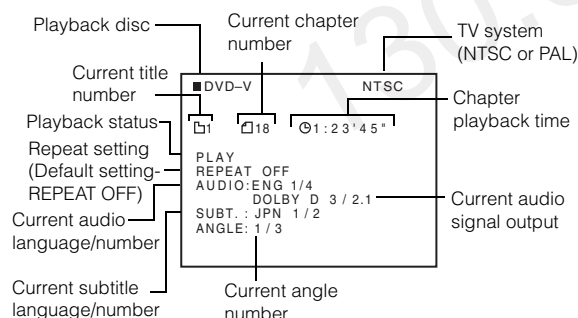 Playback disc
Current chapter
number
TV system
(NTSC or PAL)
Current title
number
DVD–V NTSC
Chapter
playback time
1 18 1:23'45"
Playback status
Repeat setting
(Default setting-
REPEAT OFF)
PLAY
REPEAT OFF
AUDIO:ENG 1/4
DOLBY D 3/2.1
SUBT.: JPN 1/2
ANGLE: 1/3
Current audio
signal output
Current audio
language/number
Current subtitle
language/number
Current angle
number
130.